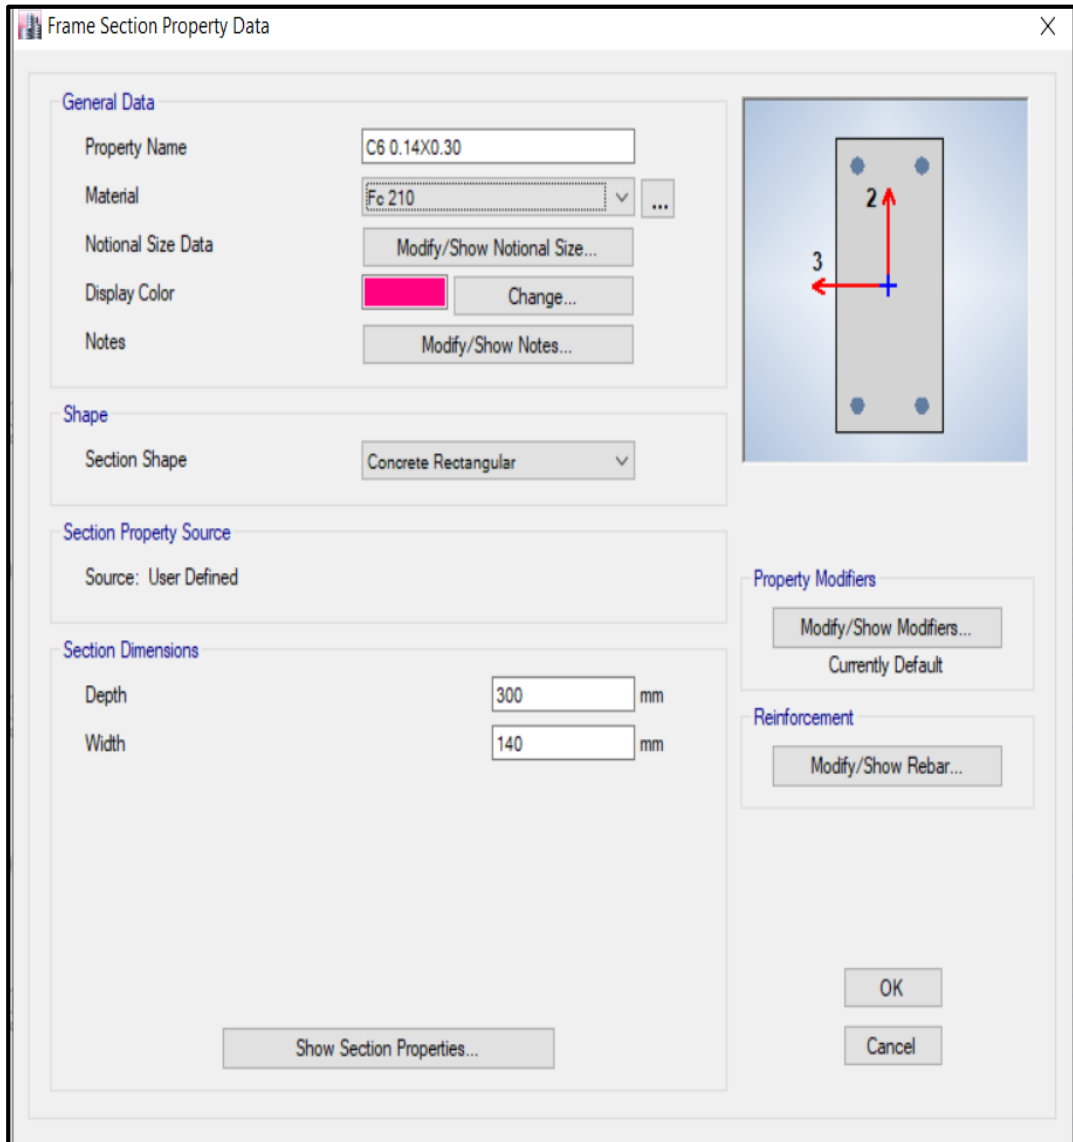 Frame Section Property Data
General Data
Property Name C6 0.14X0.30
Material Fc 210 ...
Notional Size Data Modify/Show Notional Size...
Display Color Change...
Notes Modify/Show Notes...
2
3
Shape
Section Shape Concrete Rectangular
Section Property Source
Source: User Defined
Property Modifiers
Modify/Show Modifiers...
Currently Default
Section Dimensions
Depth 300 mm
Width 140 mm
Reinforcement
Modify/Show Rebar...
OK
Show Section Properties...
Cancel